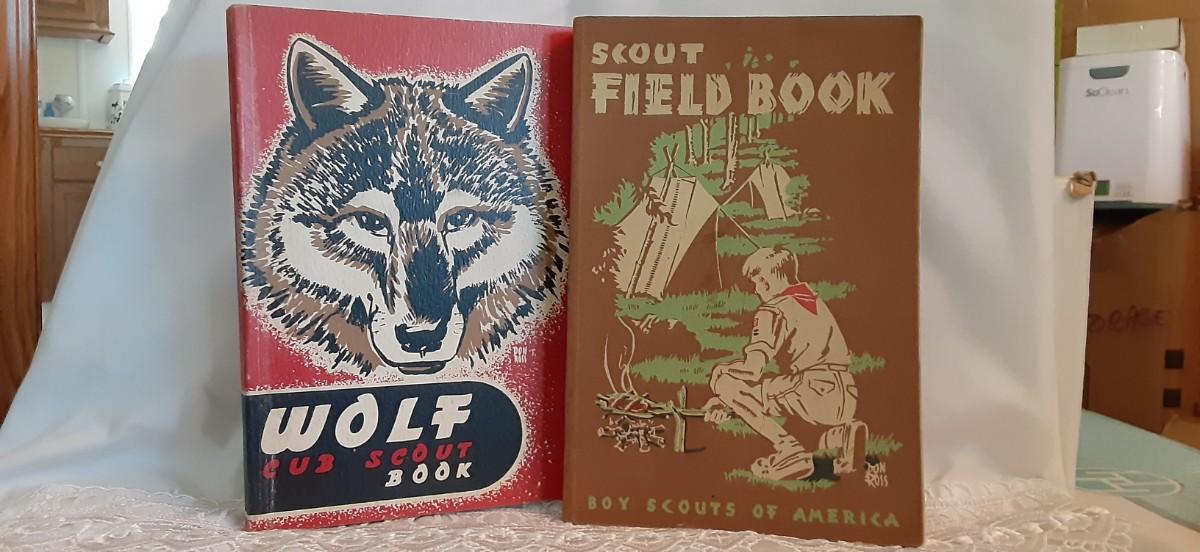 WOLF
CUB SCOUT
BOOK
SCOUT
FIELD BOOK
DON
ROSS
BOY SCOUTS OF AMERICA
SoClean